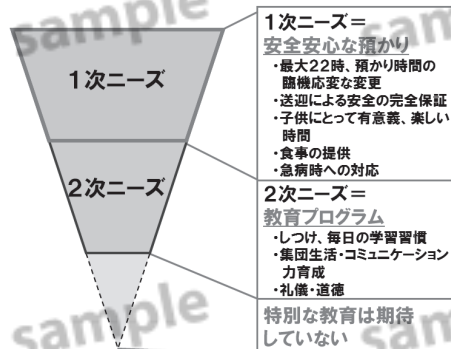 sample
1次ニーズ
2次ニーズ
sample
1次ニーズ＝
安全安心な預かり
・最大22時、預かり時間の
臨機応変な変更
・送迎による安全の完全保証
・子供にとって有意義、楽しい
時間
・食事の提供
・急病時への対応
2次ニーズ＝
教育プログラム
・しつけ、毎日の学習習慣
・集団生活・コミュニケーション
力育成
・礼儀・道徳
特別な教育は期待
していない